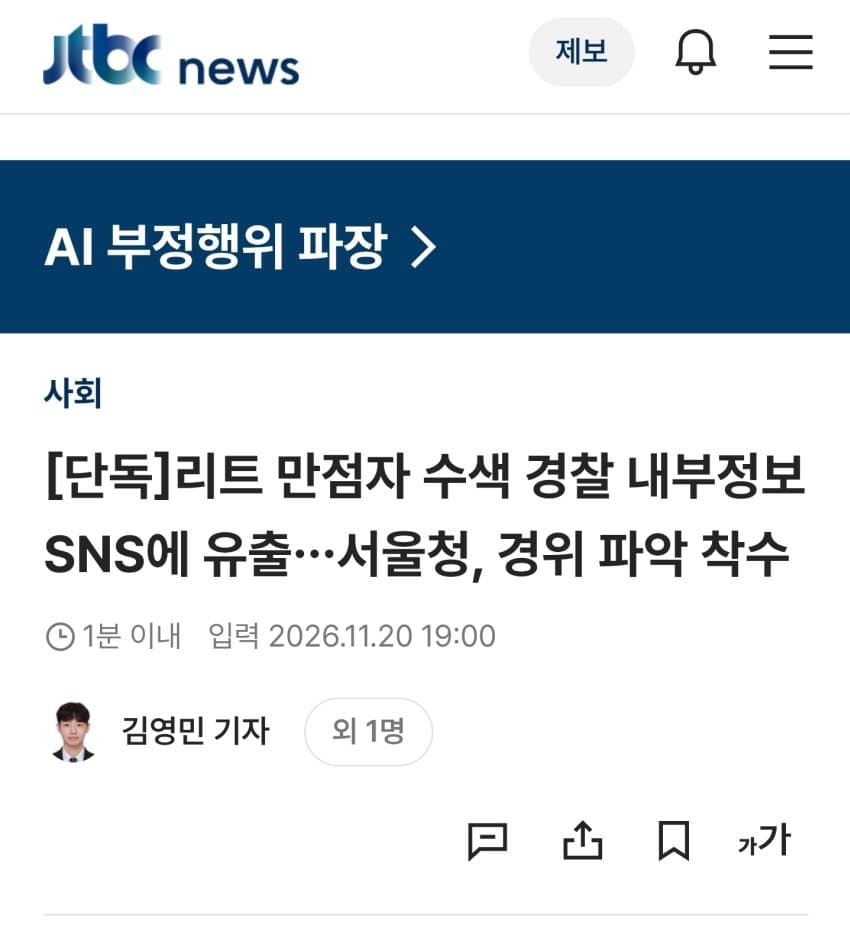 jtbc news
제보
AI 부정행위 파장 >
사회
[단독]리트 만점자 수색 경찰 내부정보
SNS에 유출…서울청, 경위 파악 착수
1분 이내 입력 2026.11.20 19:00
김영민 기자 외 1명
가가